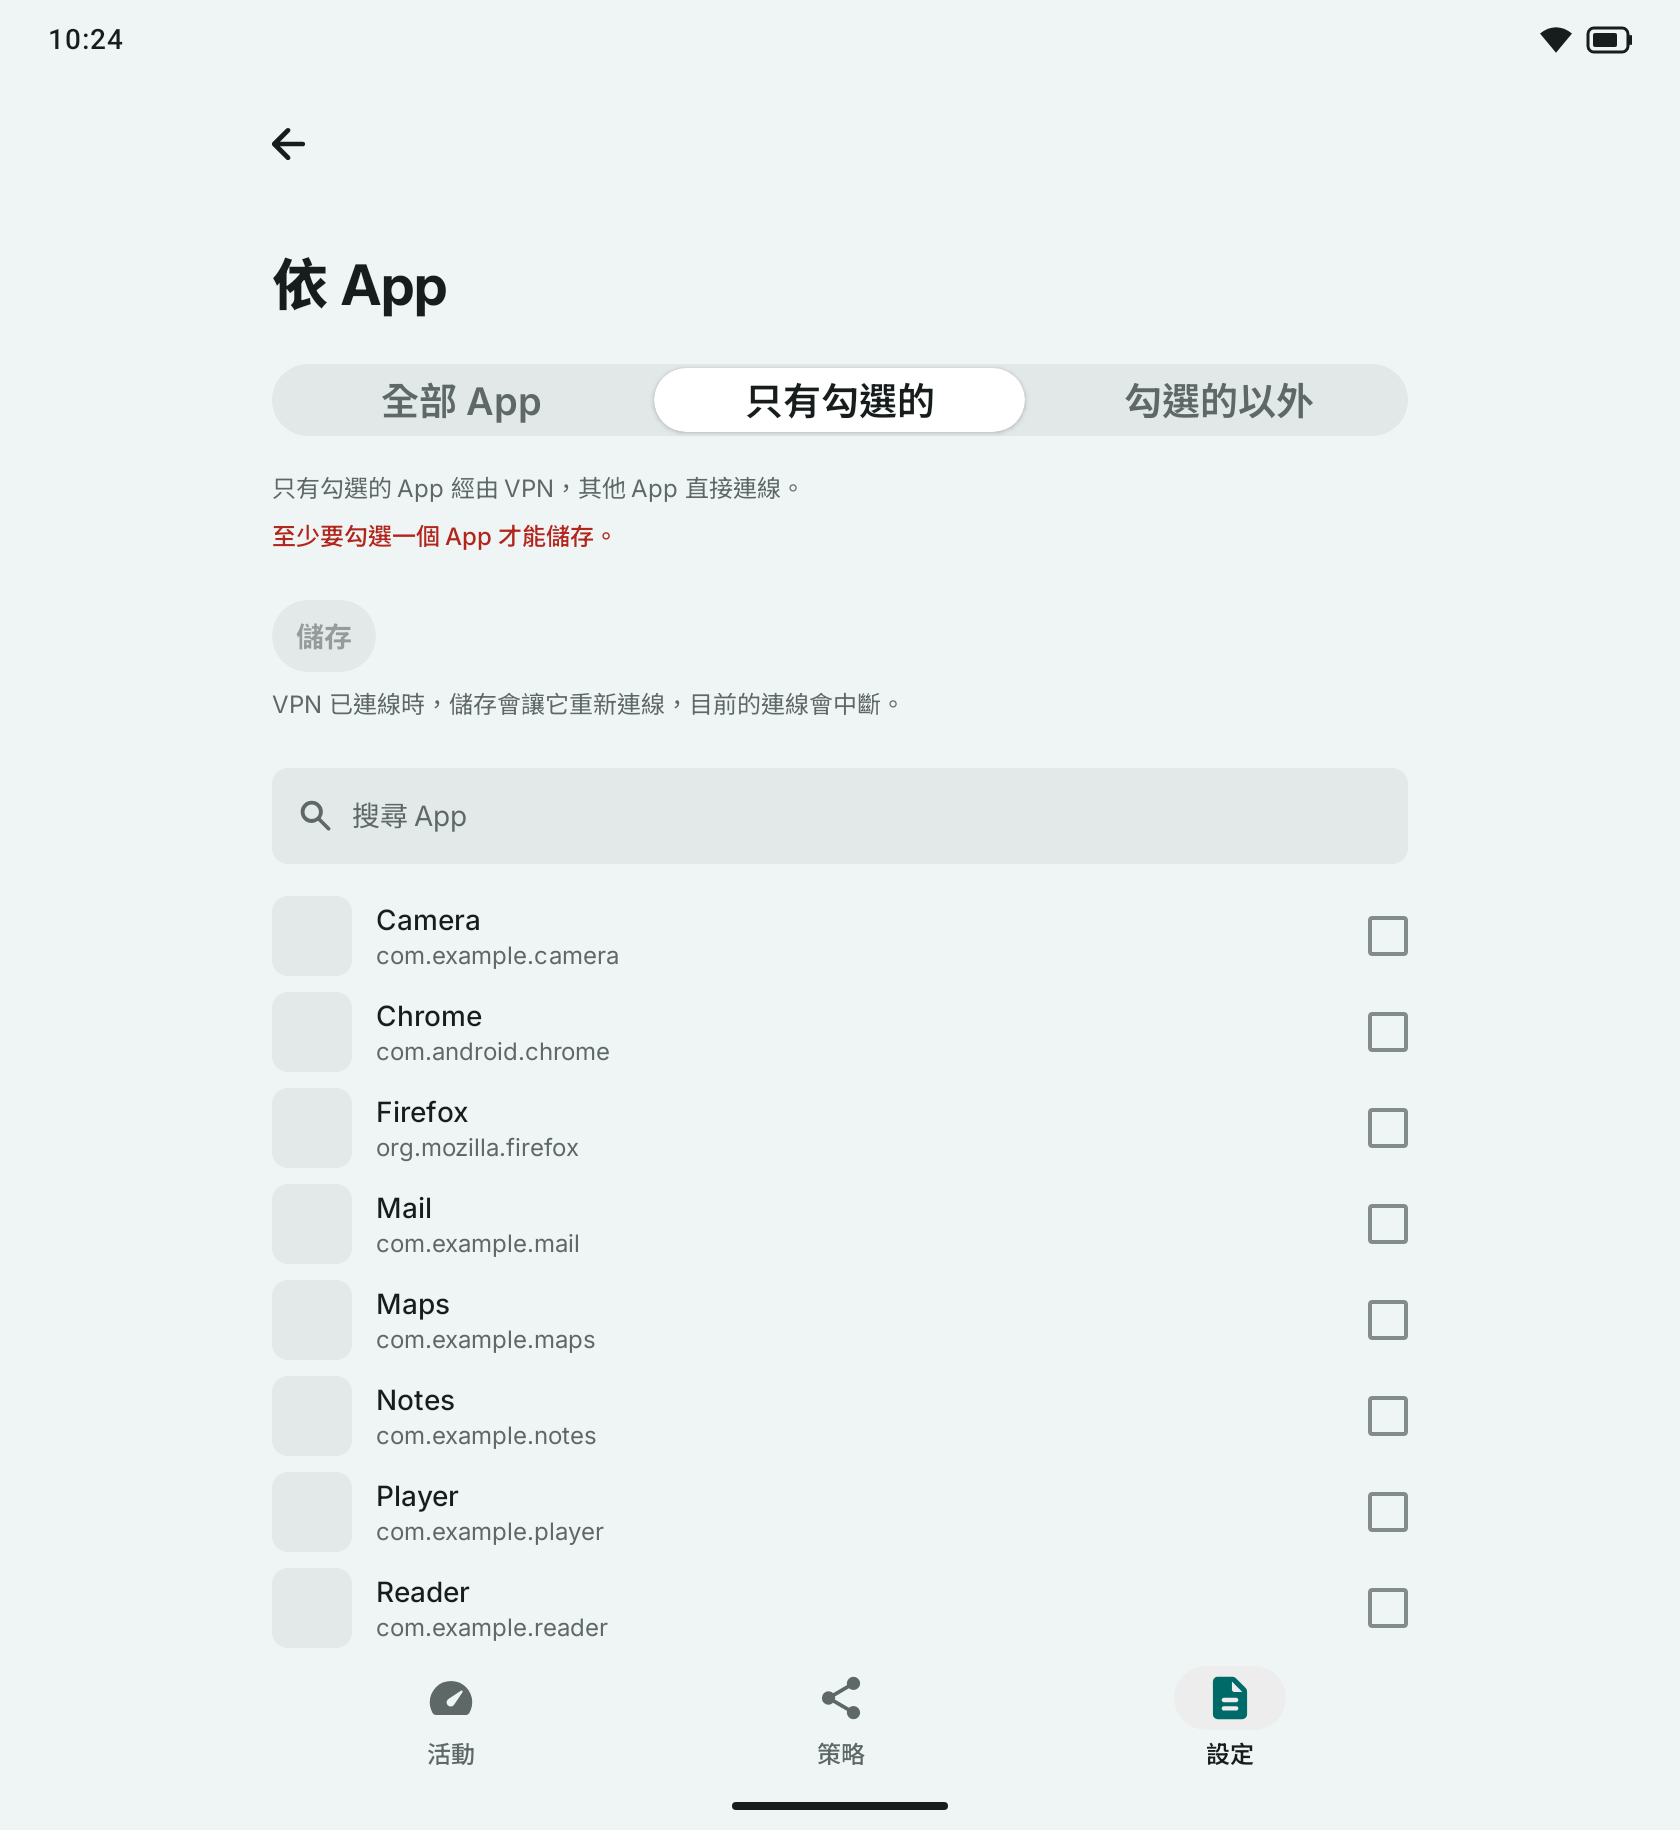 10:24
依 App
全部 App
只有勾選的
勾選的以外
只有勾選的 App 經由 VPN，其他 App 直接連線。
至少要勾選一個 App 才能儲存。
儲存
VPN 已連線時，儲存會讓它重新連線，目前的連線會中斷。
搜尋 App
Camera
com.example.camera
Chrome
com.android.chrome
Firefox
org.mozilla.firefox
Mail
com.example.mail
Maps
com.example.maps
Notes
com.example.notes
Player
com.example.player
Reader
com.example.reader
活動
策略
設定